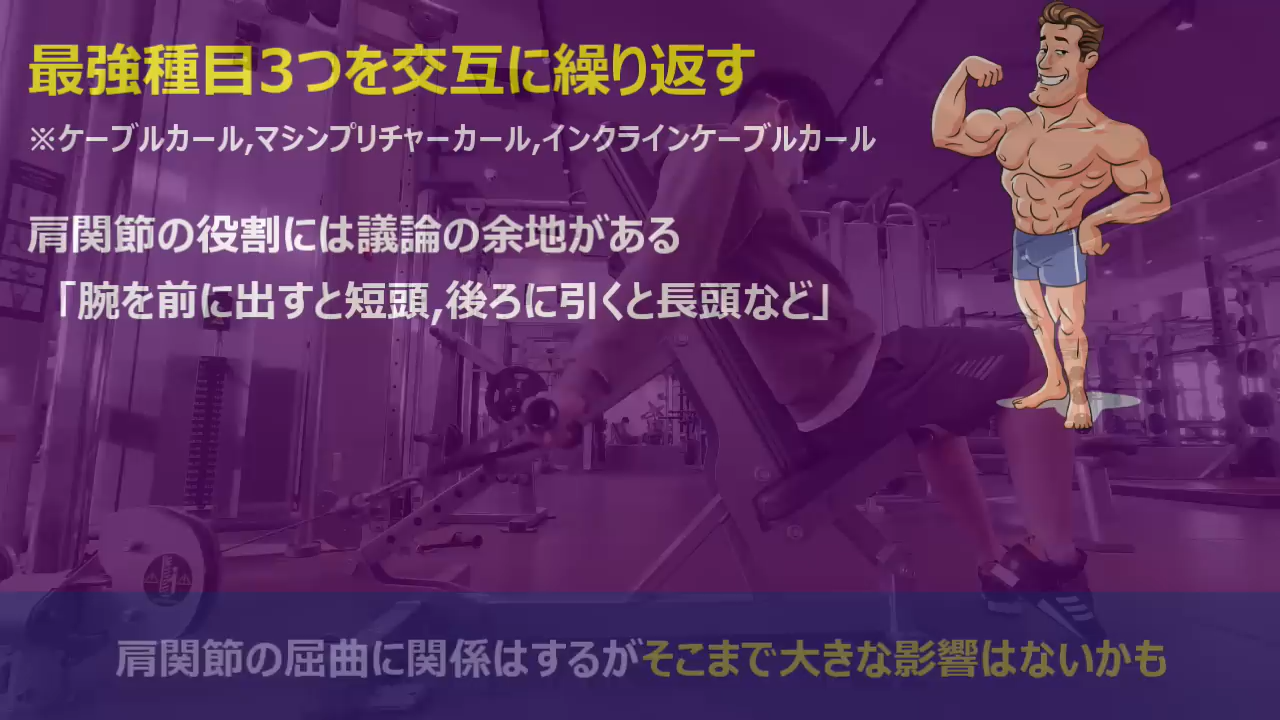 最強種目3つを交互に繰り返す
※ケーブルカール,マシンプリチャーカール,インクラインケーブルカール
肩関節の役割には議論の余地がある
「腕を前に出すと短頭,後ろに引くと長頭など」
肩関節の屈曲に関係はするがそこまで大きな影響はないかも